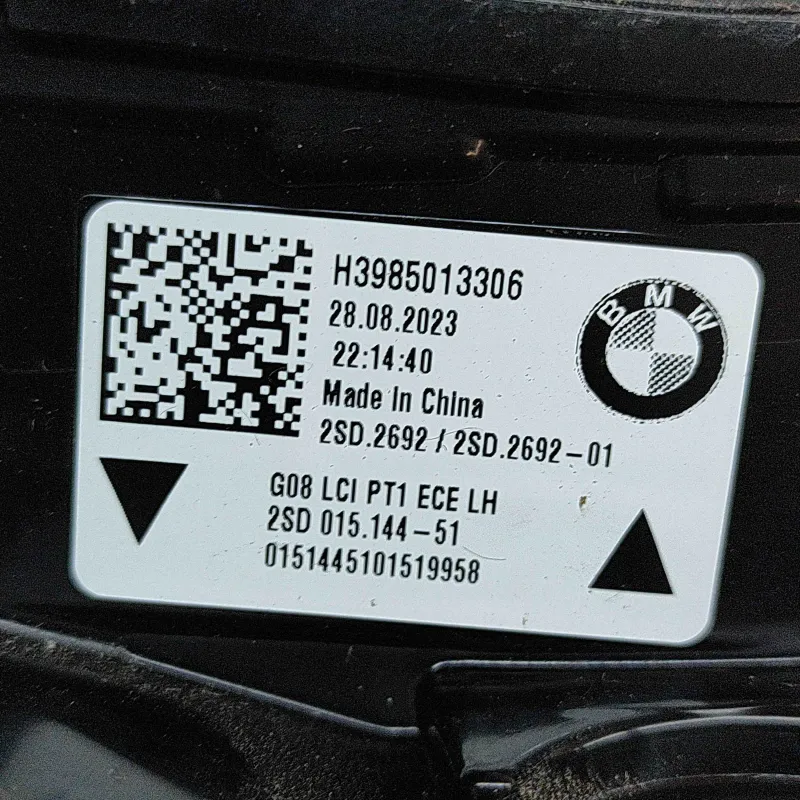 H3985013306
28.08.2023
22:14:40
Made In China
2SD.2692 / 2SD.2692-01
BMW
G08 LCI PT1 ECE LH
2SD 015.144-51
0151445101519958